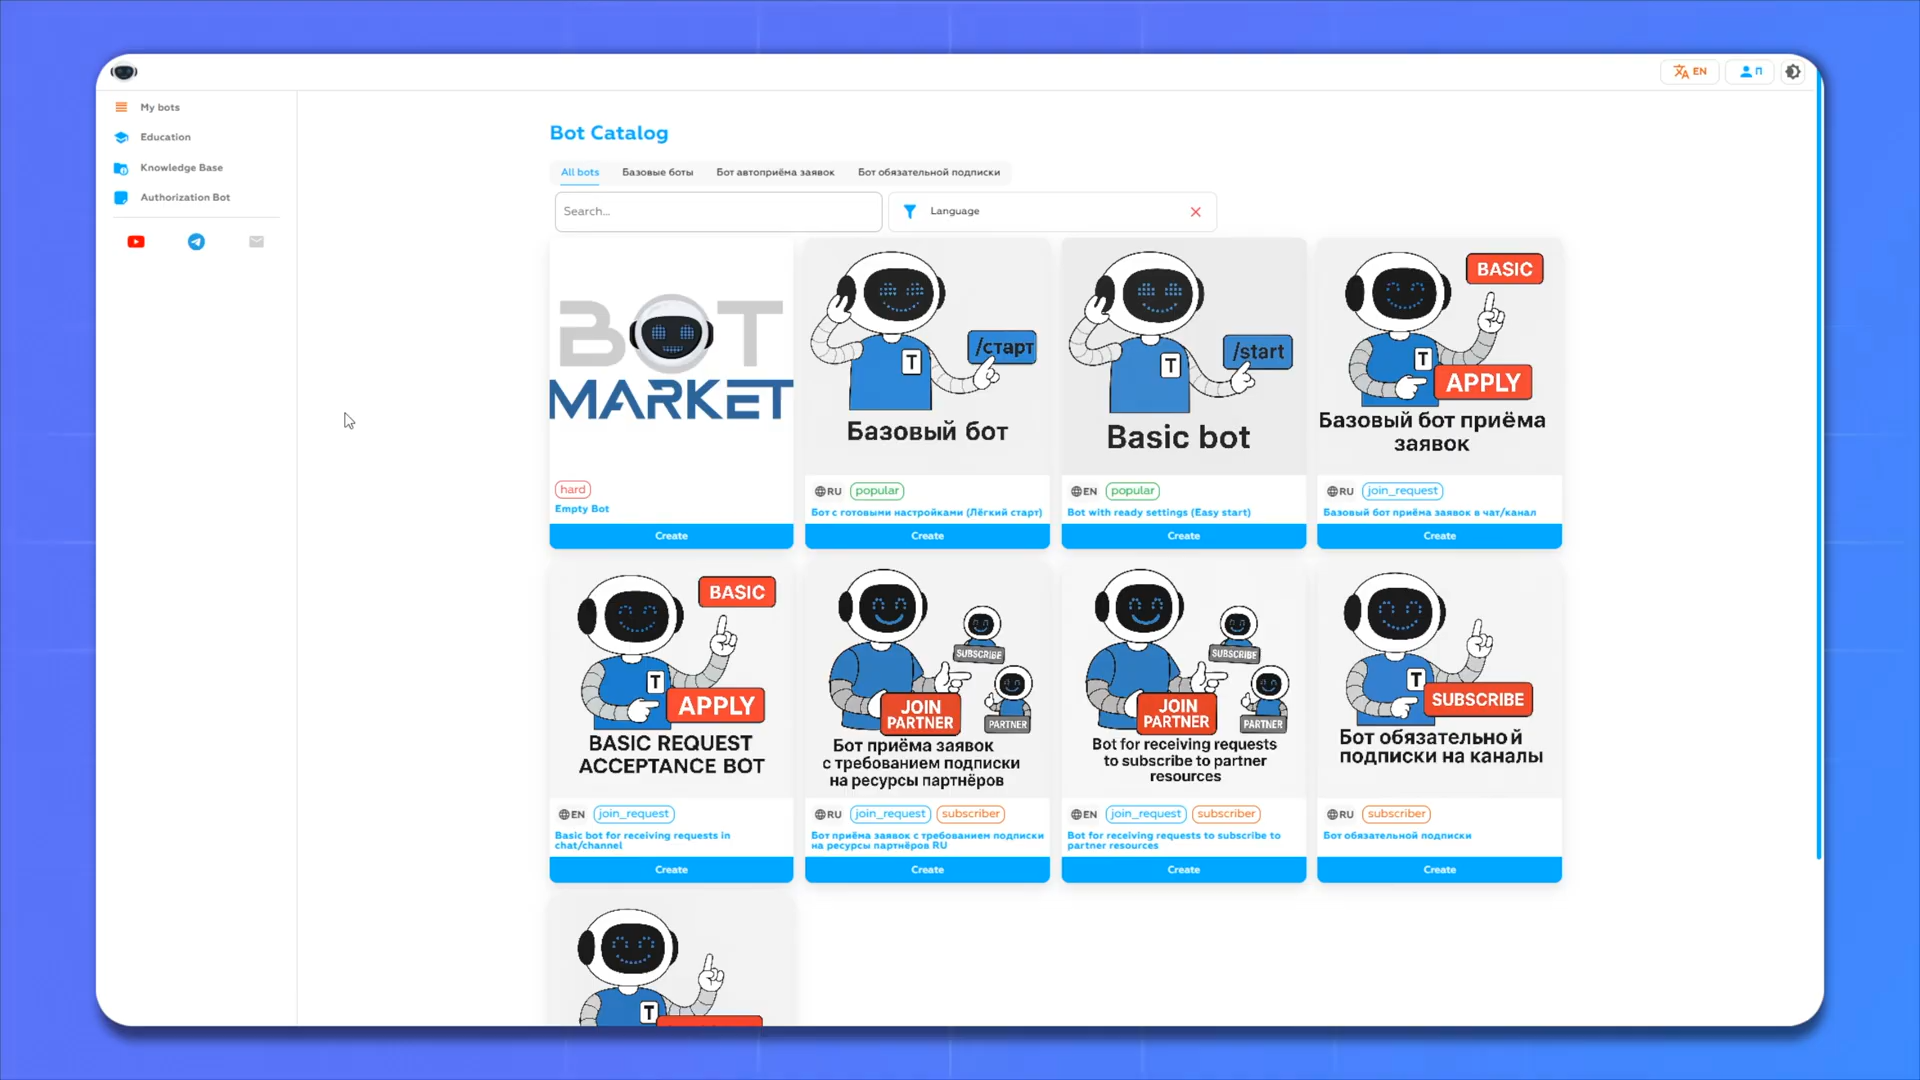 EN
П
My bots
Education
Knowledge Base
Authorization Bot
Bot Catalog
All bots
Базовые боты
Бот автоприёма заявок
Бот обязательной подписки
Search...
Language
BOT
MARKET
hard
Empty Bot
Create
/старт
T
Базовый бот
RU
popular
Бот с готовыми настройками (Лёгкий старт)
Create
/start
T
Basic bot
EN
popular
Bot with ready settings (Easy start)
Create
BASIC
T
APPLY
Базовый бот приёма
заявок
RU
join_request
Базовый бот приёма заявок в чат/канал
Create
BASIC
T
APPLY
BASIC REQUEST
ACCEPTANCE BOT
EN
join_request
Basic bot for receiving requests in
chat/channel
Create
SUBSCRIBE
JOIN
PARTNER
PARTNER
Бот приёма заявок
с требованием подписки
на ресурсы партнёров
RU
join_request
subscriber
Бот приёма заявок с требованием подписки
на ресурсы партнёров RU
Create
SUBSCRIBE
JOIN
PARTNER
PARTNER
Bot for receiving requests
to subscribe to partner
resources
EN
join_request
subscriber
Bot for receiving requests to subscribe to
partner resources
Create
T
SUBSCRIBE
Бот обязательной
подписки на каналы
RU
subscriber
Бот обязательной подписки
Create
T